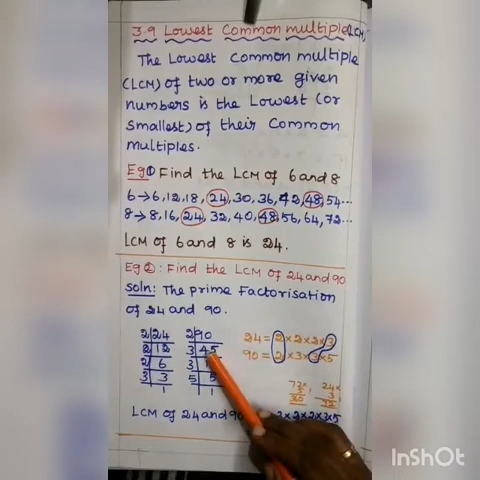 3.9 Lowest Common multiple(LCM)
The Lowest Common multiple
(LCM) of two or more given
numbers is the Lowest (or
Smallest) of their Common
multiples.
Eg① Find the LCM of 6 and 8
6→6,12,18,24,30,36,42,48,54...
8→8,16,24,32,40,48,56,64,72...
LCM of 6 and 8 is 24.
Eg②: Find the LCM of 24 and 90
Soln: The prime Factorisation
of 24 and 90.
2 24 2 90
2 12 3 45
2 6 3
3 3 5 5
1 1
24 = 2×2×2×3
90 = 2×3×3×5
LCM of 24 and 90 ×2×2×3×5
InShOt